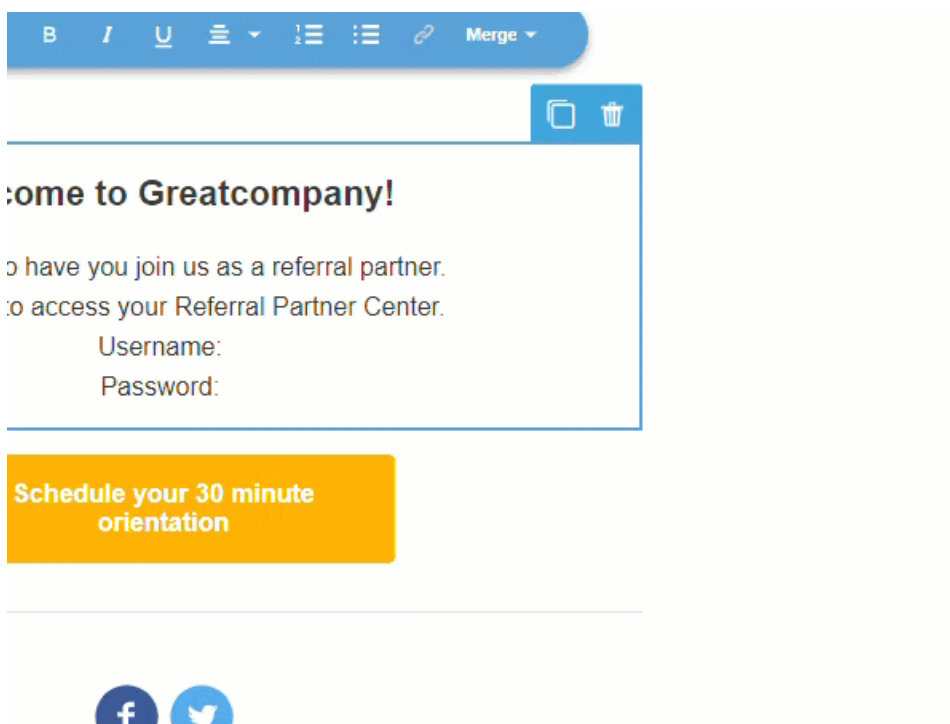 B I U Merge
come to Greatcompany!
o have you join us as a referral partner.
to access your Referral Partner Center.
Username:
Password:
Schedule your 30 minute
orientation